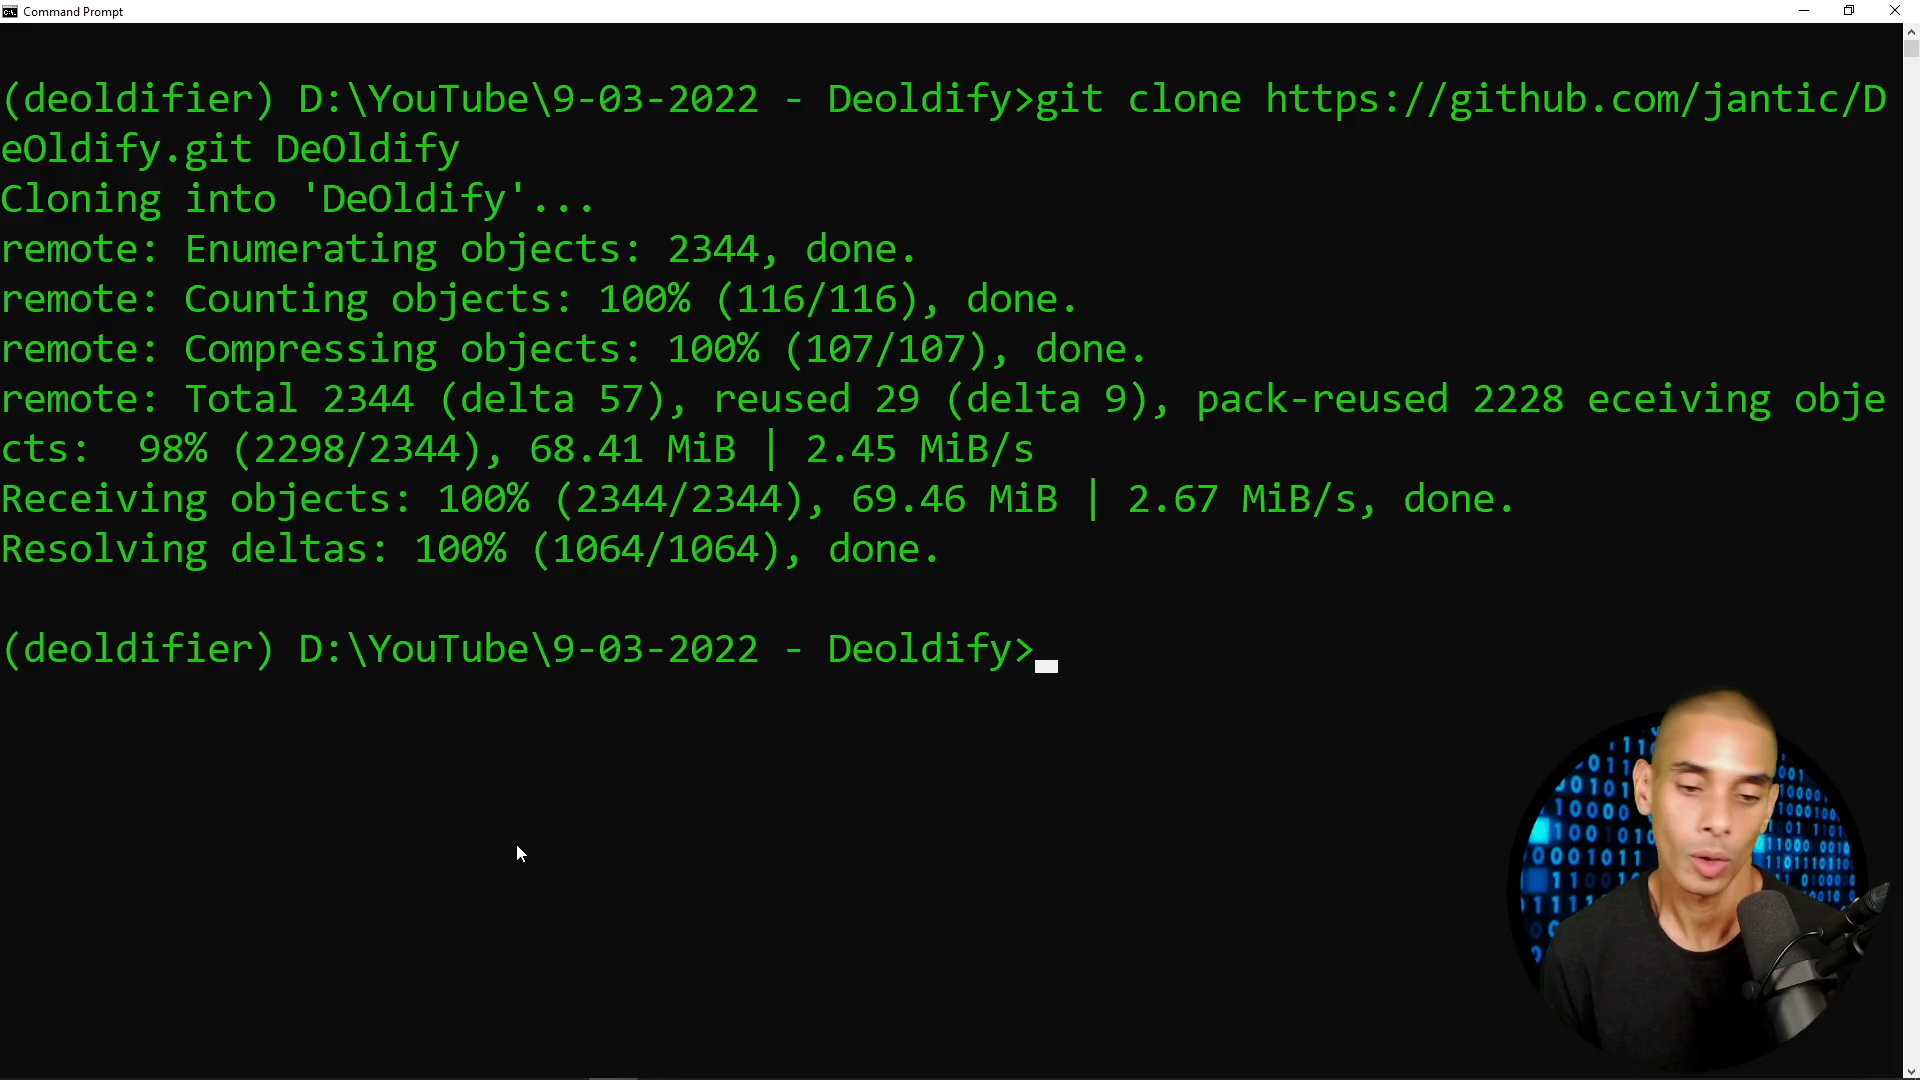 Command Prompt
(deoldifier) D:\YouTube\9-03-2022 - Deoldify>git clone https://github.com/jantic/D
eOldify.git DeOldify
Cloning into 'DeOldify'...
remote: Enumerating objects: 2344, done.
remote: Counting objects: 100% (116/116), done.
remote: Compressing objects: 100% (107/107), done.
remote: Total 2344 (delta 57), reused 29 (delta 9), pack-reused 2228 eceiving obje
cts:  98% (2298/2344), 68.41 MiB | 2.45 MiB/s
Receiving objects: 100% (2344/2344), 69.46 MiB | 2.67 MiB/s, done.
Resolving deltas: 100% (1064/1064), done.
(deoldifier) D:\YouTube\9-03-2022 - Deoldify>